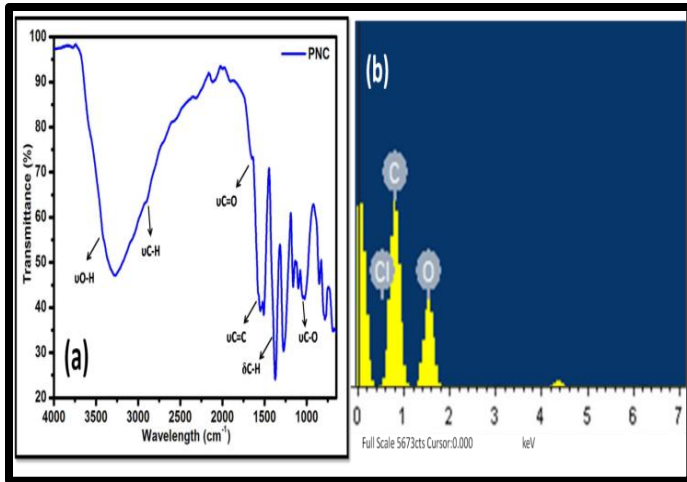 100
90
80
70
60
50
40
30
20
Transmittance (%)
PNC
υO-H
υC-H
υC=O
υC=C
δC-H
υC-O
(a)
4000 3500 3000 2500 2000 1500 1000
Wavelength (cm⁻¹)
(b)
C
Cl
O
0 1 2 3 4 5 6 7
Full Scale 5673cts Cursor:0.000 keV